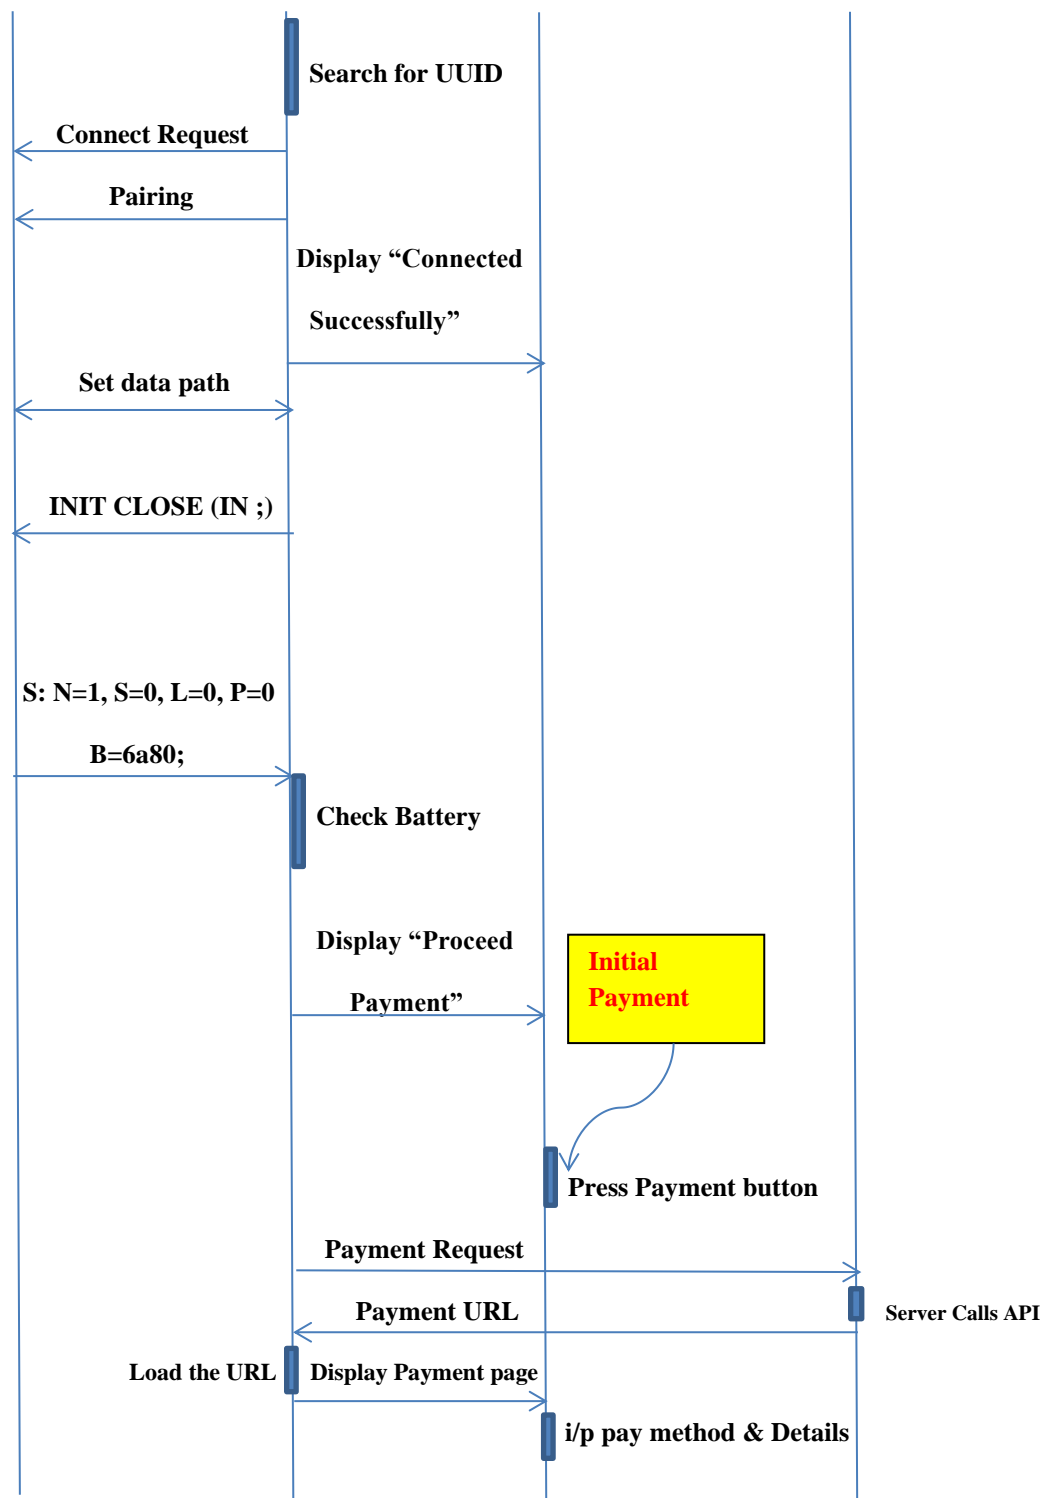 Search for UUID
Connect Request
Pairing
Display “Connected
Successfully”
Set data path
INIT CLOSE (IN ;)
S: N=1, S=0, L=0, P=0
B=6a80;
Check Battery
Display “Proceed
Payment”
Initial
Payment
Press Payment button
Payment Request
Payment URL
Server Calls API
Load the URL
Display Payment page
i/p pay method & Details